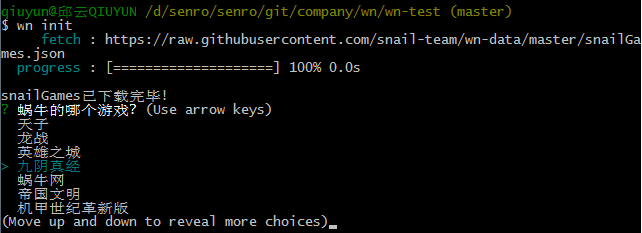 qiuyun@邱云QIUYUN /d/senro/senro/git/company/wn/wn-test (master)
$ wn init
fetch : https://raw.githubusercontent.com/snail-team/wn-data/master/snailGa
mes.json
progress : [====================] 100% 0.0s
snailGames已下载完毕!
? 蜗牛的哪个游戏? (Use arrow keys)
天子
龙战
英雄之城
> 九阴真经
蜗牛网
帝国文明
机甲世纪革新版
(Move up and down to reveal more choices)